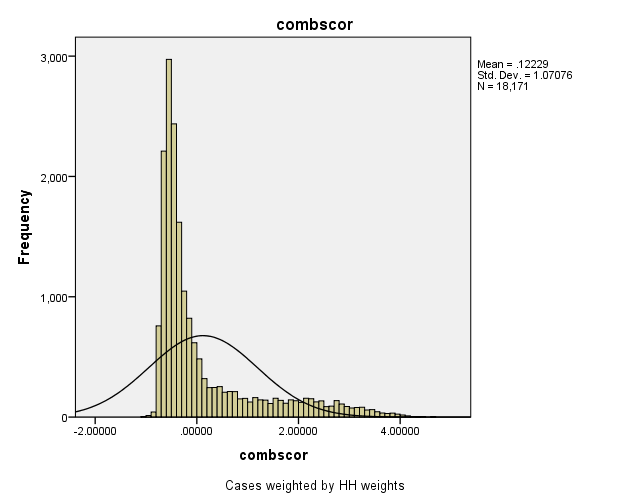 combscor
Mean = .12229
Std. Dev. = 1.07076
N = 18,171
Frequency
3,000
2,000
1,000
0
-2.00000 .00000 2.00000 4.00000
combscor
Cases weighted by HH weights